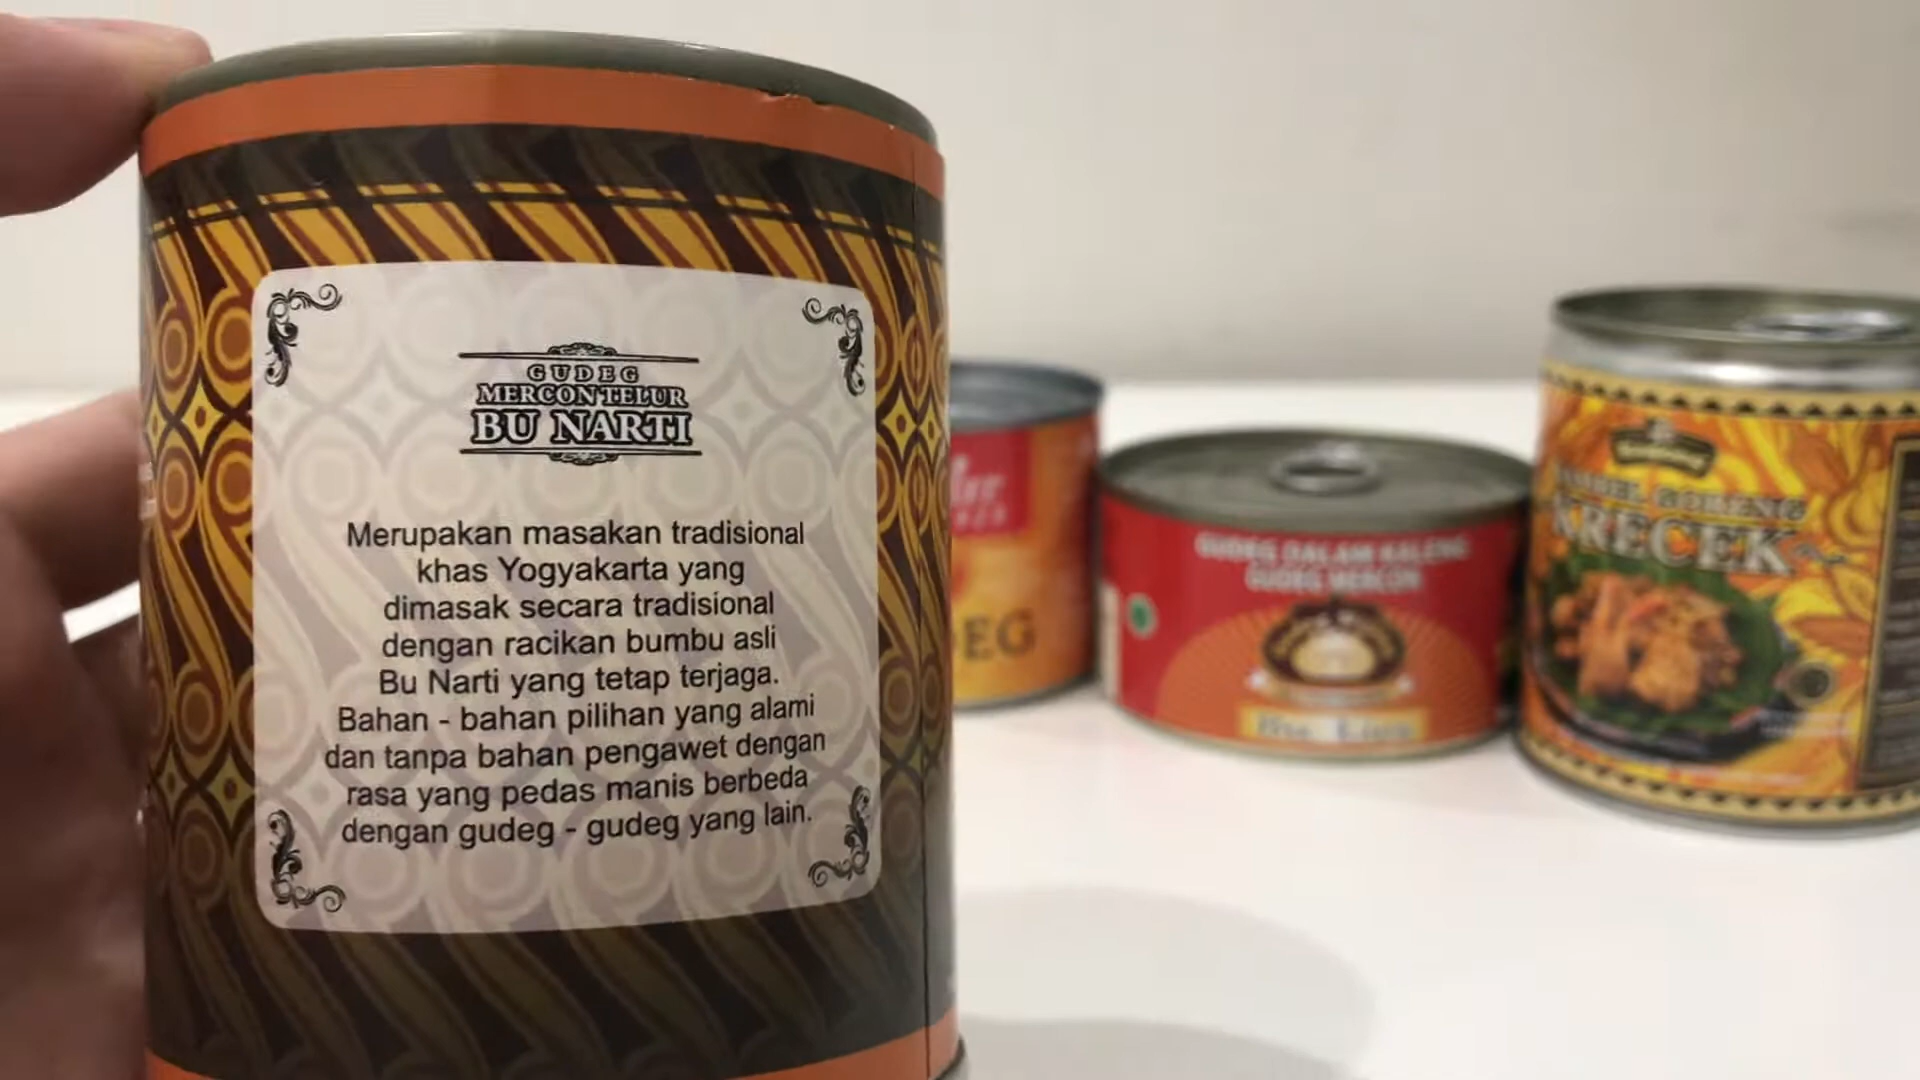 GUDEG
MERCON TELUR
BU NARTI
Merupakan masakan tradisional
khas Yogyakarta yang
dimasak secara tradisional
dengan racikan bumbu asli
Bu Narti yang tetap terjaga.
Bahan - bahan pilihan yang alami
dan tanpa bahan pengawet dengan
rasa yang pedas manis berbeda
dengan gudeg - gudeg yang lain.
DEG
GUDEG DALAM KALENG
GUDEG MERCON
GORENG
KRECEK